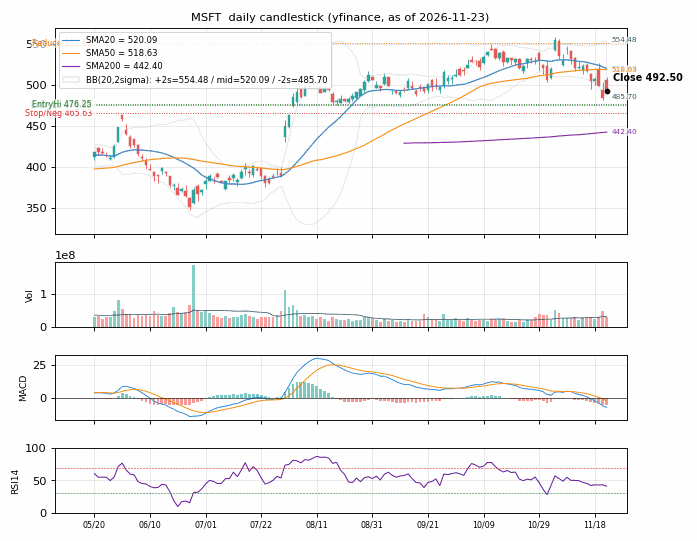 MSFT daily candlestick (yfinance, as of 2026-11-23)
SMA20 = 520.09
SMA50 = 518.63
SMA200 = 442.40
BB(20,2sigma): +2s=554.48 / mid=520.09 / -2s=485.70
550
500
450
400
350
EntryHi 476.25
Stop/Neg 465.63
554.48
518.63
Close 492.50
485.70
442.40
1e8
Vol
1
0
MACD
25
0
RSI14
100
50
0
05/20 06/10 07/01 07/22 08/11 08/31 09/21 10/09 10/29 11/18